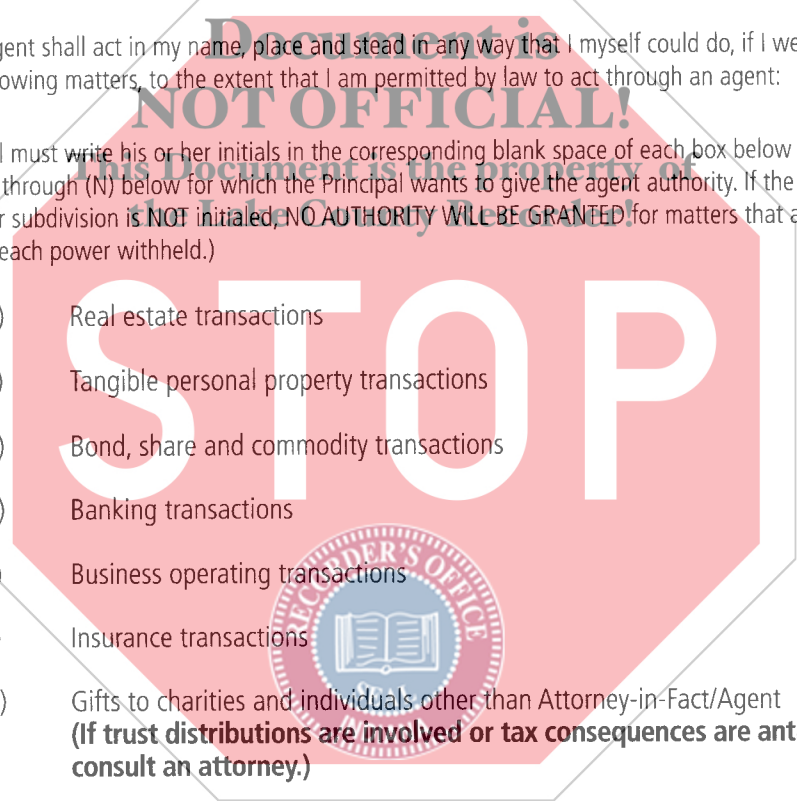 Document is
gent shall act in my name, place and stead in any way that I myself could do, if I we
owing matters, to the extent that I am permitted by law to act through an agent:
NOT OFFICIAL!
l must write his or her initials in the corresponding blank space of each box below
This Document is the property of
through (N) below for which the Principal wants to give the agent authority. If the
the Lake County Recorder!
r subdivision is NOT initialed, NO AUTHORITY WILL BE GRANTED for matters that a
each power withheld.)
STOP
) Real estate transactions
) Tangible personal property transactions
) Bond, share and commodity transactions
) Banking transactions
) Business operating transactions
Insurance transactions
) Gifts to charities and individuals other than Attorney-in-Fact/Agent
(If trust distributions are involved or tax consequences are ant
consult an attorney.)
RECORDER'S OFFICE
SEAL
INDIANA